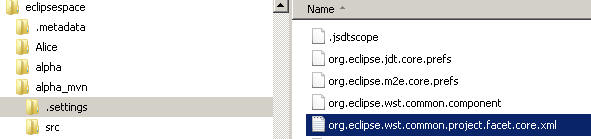 eclipsespace
.metadata
Alice
alpha
alpha_mvn
.settings
src
Name
.jsdtscope
org.eclipse.jdt.core.prefs
org.eclipse.m2e.core.prefs
org.eclipse.wst.common.component
org.eclipse.wst.common.project.facet.core.xml